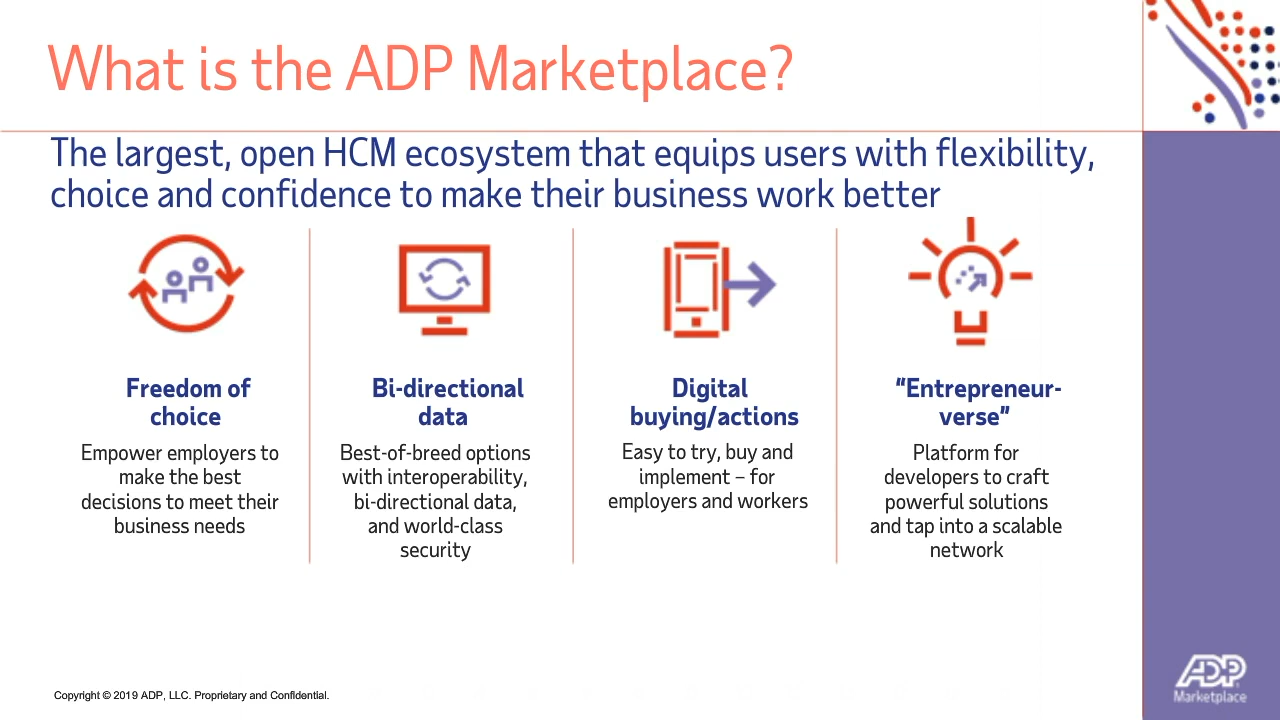 What is the ADP Marketplace?
The largest, open HCM ecosystem that equips users with flexibility,
choice and confidence to make their business work better
Freedom of
choice
Empower employers to
make the best
decisions to meet their
business needs
Bi-directional
data
Best-of-breed options
with interoperability,
bi-directional data,
and world-class
security
Digital
buying/actions
Easy to try, buy and
implement – for
employers and workers
“Entrepreneur-
verse”
Platform for
developers to craft
powerful solutions
and tap into a scalable
network
Copyright © 2019 ADP, LLC. Proprietary and Confidential.
ADP
Marketplace